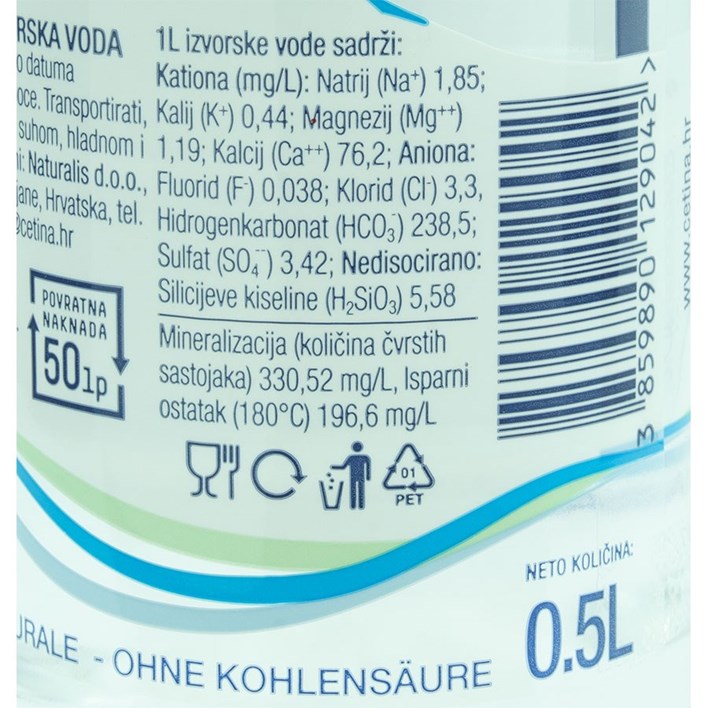 RSKA VODA
o datuma
oce. Transportirati,
suhom, hladnom i
i: Naturalis d.o.o.,
jane, Hrvatska, tel.
@cetina.hr
POVRATNA
NAKNADA
50lp
1L izvorske vode sadrži:
Kationa (mg/L): Natrij (Na⁺) 1,85;
Kalij (K⁺) 0,44; Magnezij (Mg⁺⁺)
1,19; Kalcij (Ca⁺⁺) 76,2; Aniona:
Fluorid (F⁻) 0,038; Klorid (Cl⁻) 3,3,
Hidrogenkarbonat (HCO₃⁻) 238,5;
Sulfat (SO₄⁻⁻) 3,42; Nedisocirano:
Silicijeve kiseline (H₂SiO₃) 5,58
Mineralizacija (količina čvrstih
sastojaka) 330,52 mg/L, Isparni
ostatak (180°C) 196,6 mg/L
01
PET
3 859890 129042 >
www.cetina.hr
NETO KOLIČINA:
0.5L
URALE - OHNE KOHLENSÄURE